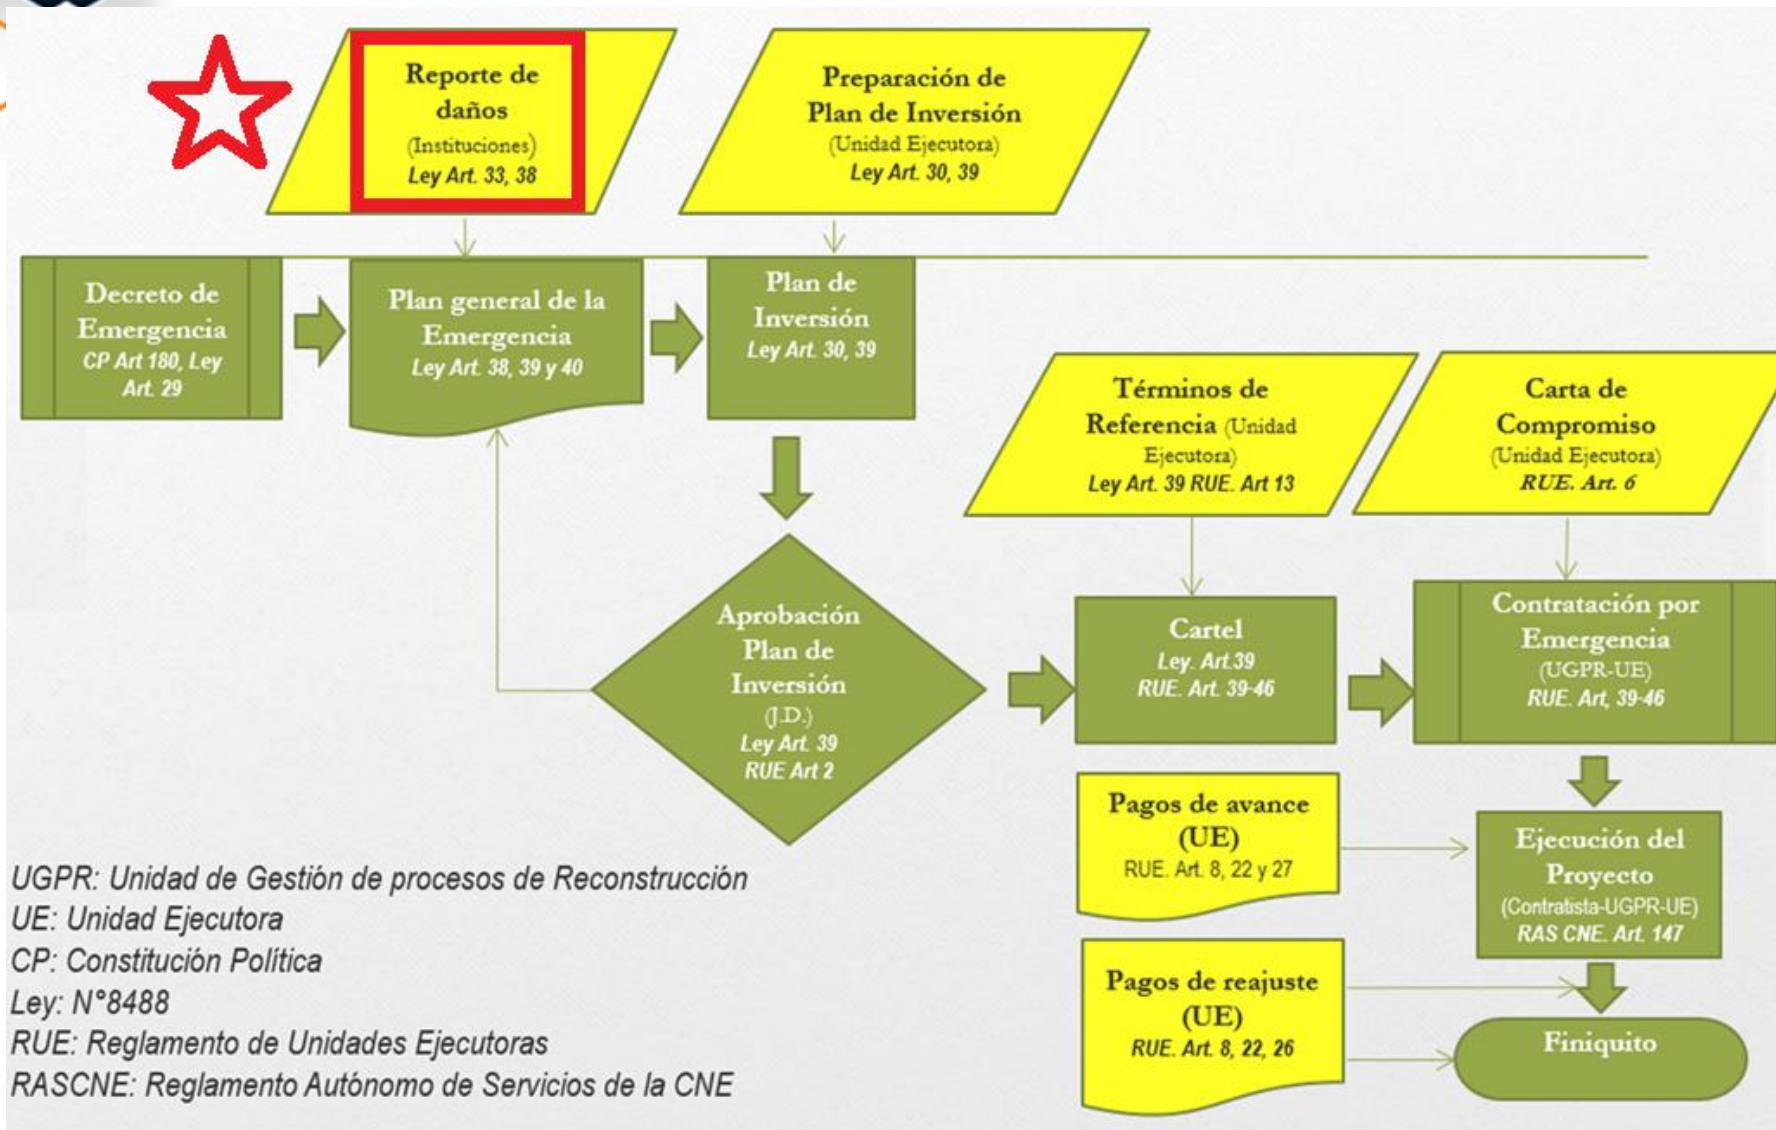 Reporte de
daños
(Instituciones)
Ley Art. 33, 38
Preparación de
Plan de Inversión
(Unidad Ejecutora)
Ley Art. 30, 39
Decreto de
Emergencia
CP Art 180, Ley
Art. 29
Plan general de la
Emergencia
Ley Art. 38, 39 y 40
Plan de
Inversión
Ley Art. 30, 39
Términos de
Referencia (Unidad
Ejecutora)
Ley Art. 39 RUE. Art 13
Carta de
Compromiso
(Unidad Ejecutora)
RUE. Art. 6
Aprobación
Plan de
Inversión
(J.D.)
Ley Art. 39
RUE Art 2
Cartel
Ley. Art.39
RUE. Art. 39-46
Contratación por
Emergencia
(UGPR-UE)
RUE. Art, 39-46
Pagos de avance
(UE)
RUE. Art. 8, 22 y 27
Ejecución del
Proyecto
(Contratista-UGPR-UE)
RAS CNE. Art. 147
Pagos de reajuste
(UE)
RUE. Art. 8, 22, 26
Finiquito
UGPR: Unidad de Gestión de procesos de Reconstrucción
UE: Unidad Ejecutora
CP: Constitución Política
Ley: N°8488
RUE: Reglamento de Unidades Ejecutoras
RASCNE: Reglamento Autónomo de Servicios de la CNE